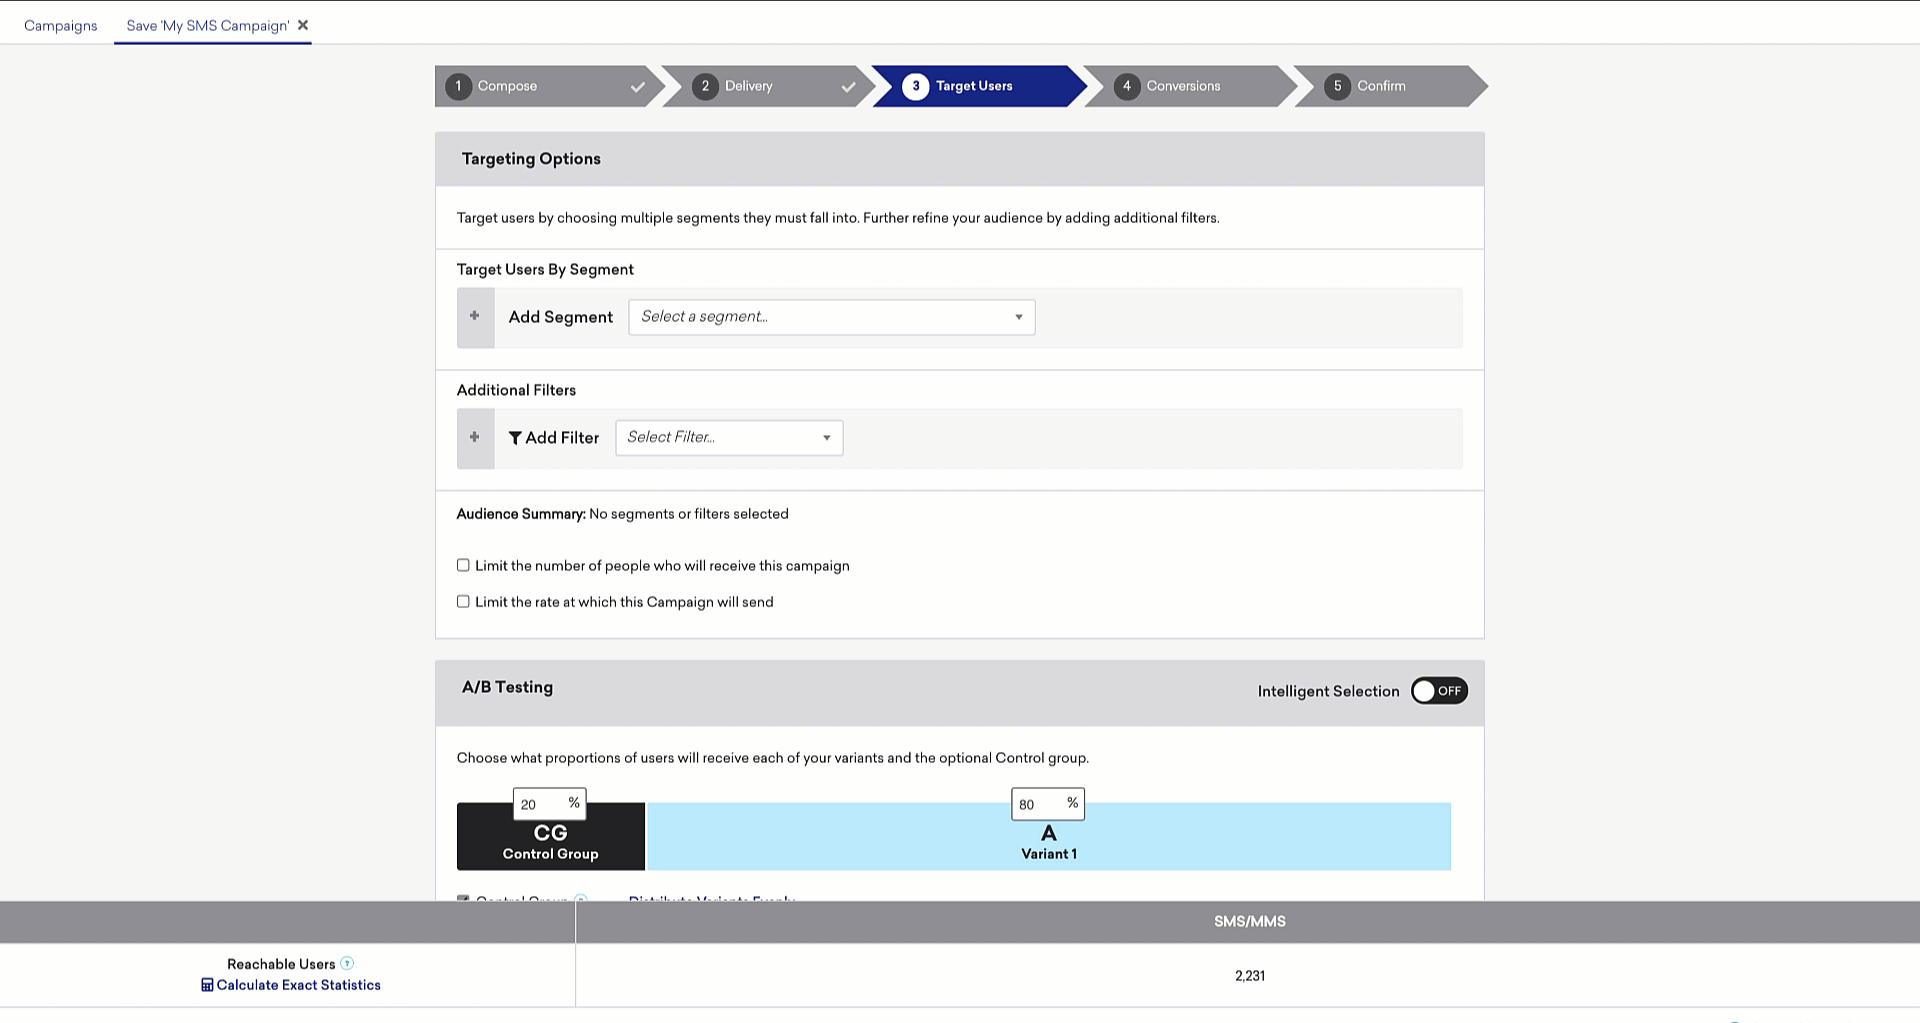 Campaigns
Save 'My SMS Campaign'
1 Compose
2 Delivery
3 Target Users
4 Conversions
5 Confirm
Targeting Options
Target users by choosing multiple segments they must fall into. Further refine your audience by adding additional filters.
Target Users By Segment
+ Add Segment Select a segment...
Additional Filters
+ Add Filter Select Filter...
Audience Summary: No segments or filters selected
Limit the number of people who will receive this campaign
Limit the rate at which this Campaign will send
A/B Testing
Intelligent Selection OFF
Choose what proportions of users will receive each of your variants and the optional Control group.
20 %
80 %
CG
A
Control Group
Variant 1
Control Group ? Distribute Variants Evenly
SMS/MMS
Reachable Users ?
Calculate Exact Statistics
2,231